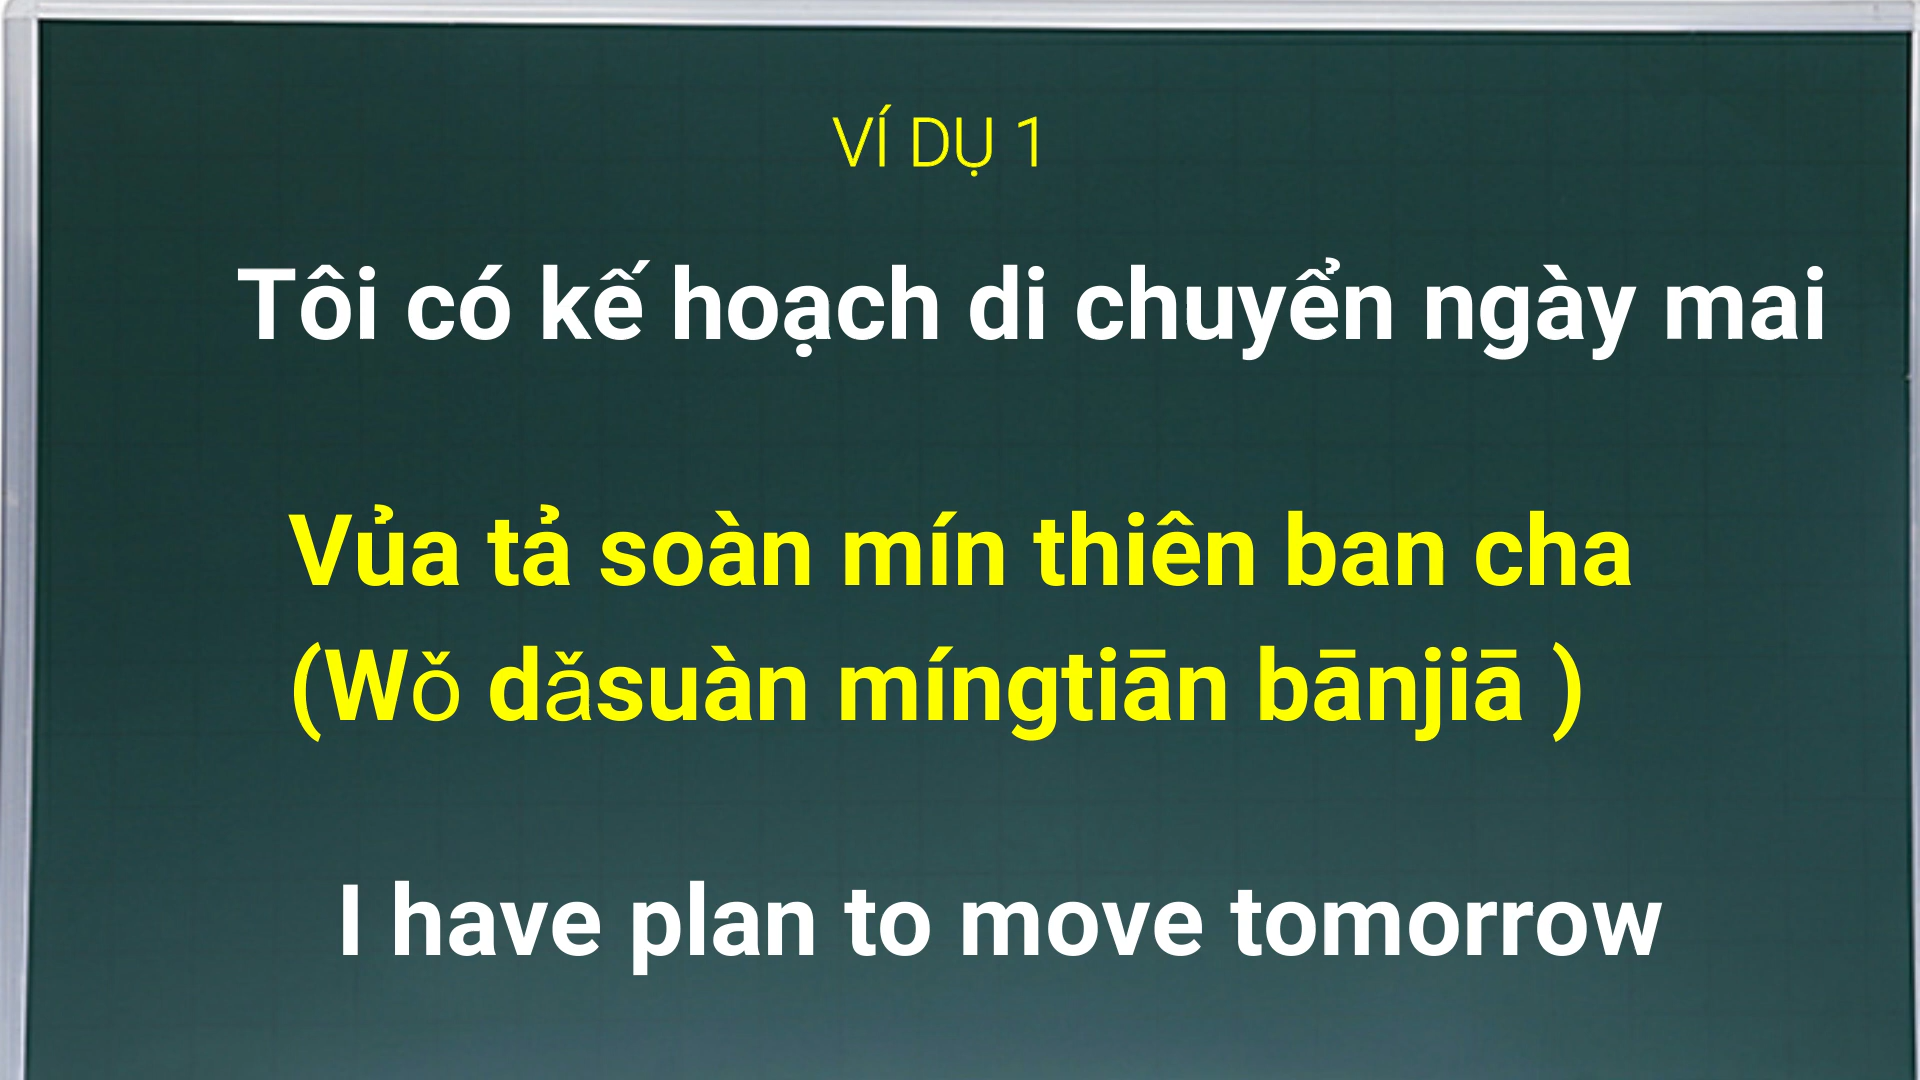 VÍ DỤ 1
Tôi có kế hoạch di chuyển ngày mai
Vủa tả soàn mín thiên ban cha
(Wǒ dǎsuàn míngtiān bānjiā )
I have plan to move tomorrow